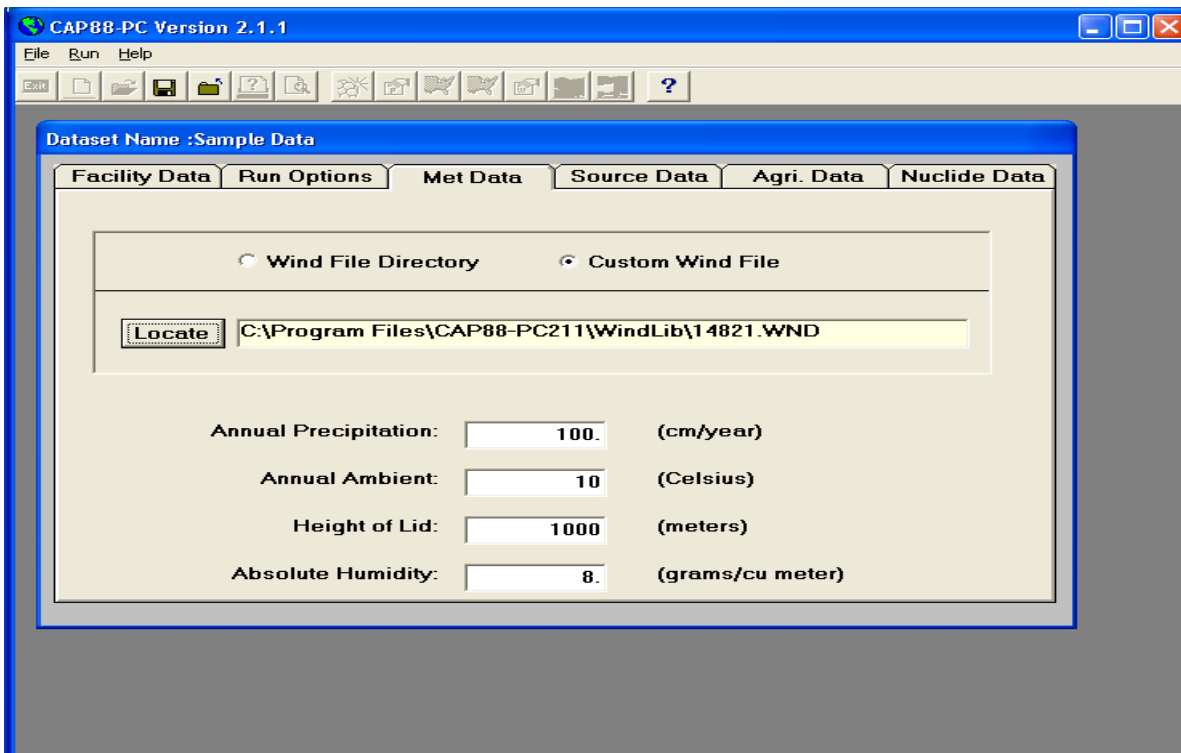 CAP88-PC Version 2.1.1
File Run Help
Exit
Dataset Name :Sample Data
Facility Data Run Options Met Data Source Data Agri. Data Nuclide Data
Wind File Directory Custom Wind File
Locate C:\Program Files\CAP88-PC211\WindLib\14821.WND
Annual Precipitation: 100. (cm/year)
Annual Ambient: 10 (Celsius)
Height of Lid: 1000 (meters)
Absolute Humidity: 8. (grams/cu meter)